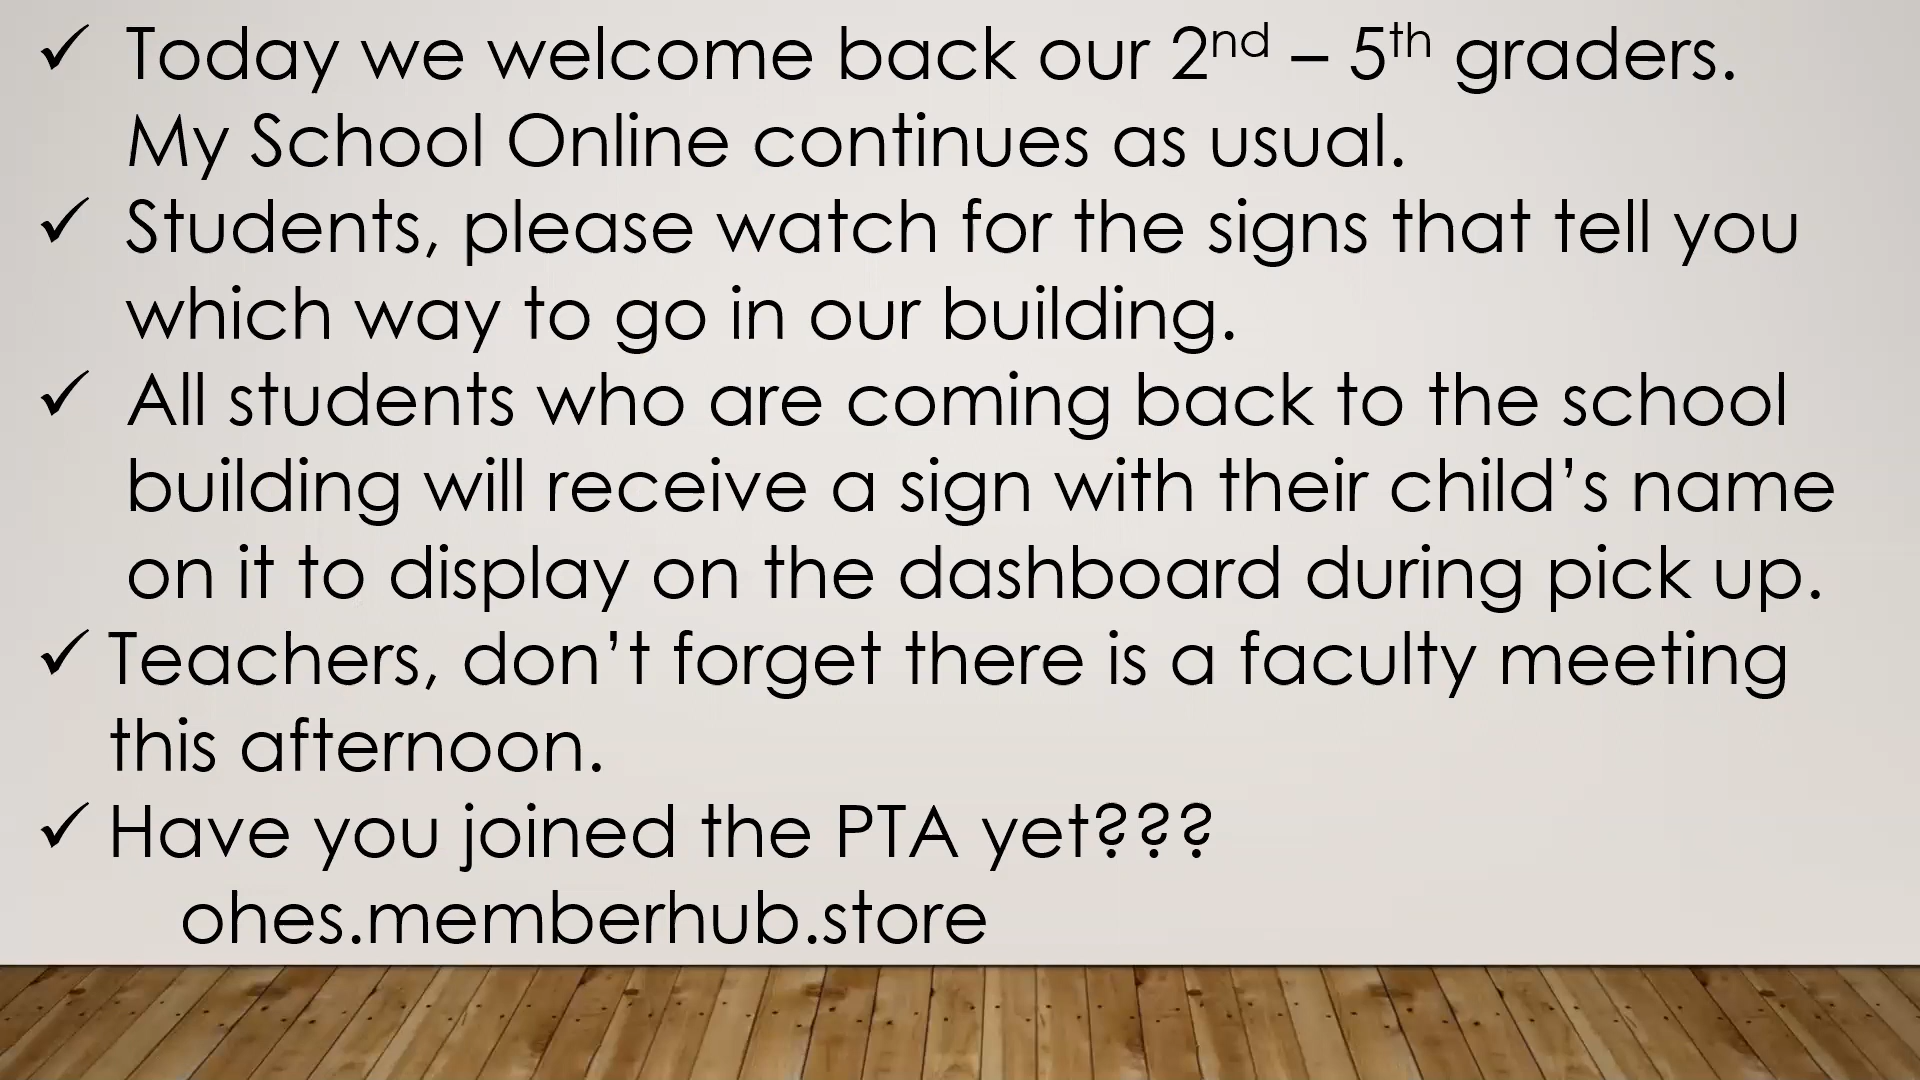 ✓ Today we welcome back our 2nd – 5th graders.
My School Online continues as usual.
✓ Students, please watch for the signs that tell you
which way to go in our building.
✓ All students who are coming back to the school
building will receive a sign with their child’s name
on it to display on the dashboard during pick up.
✓ Teachers, don’t forget there is a faculty meeting
this afternoon.
✓ Have you joined the PTA yet???
ohes.memberhub.store